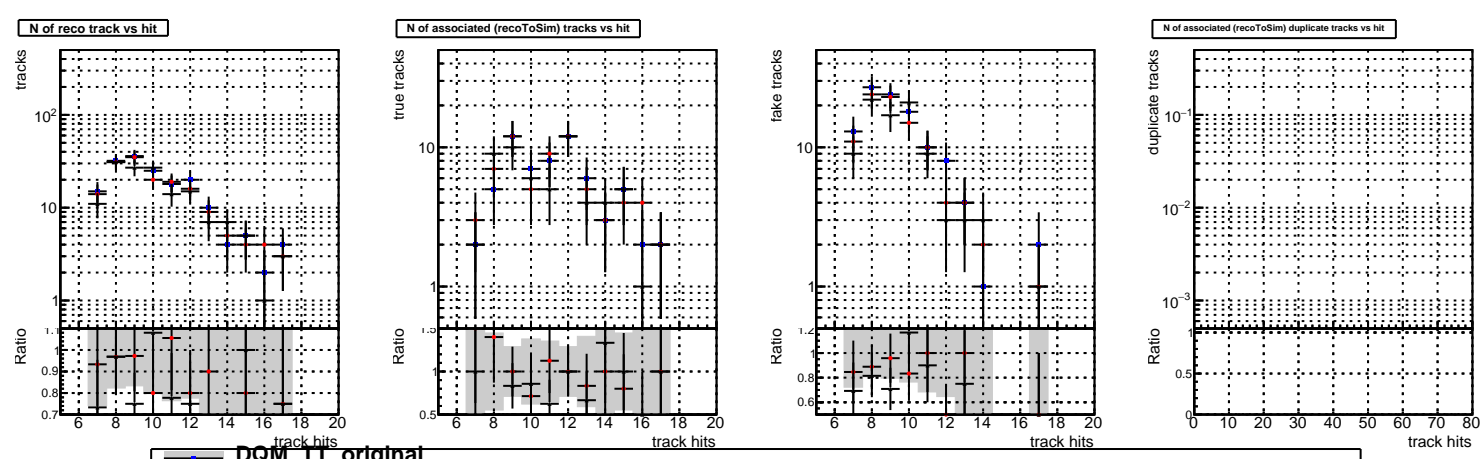 N of reco track vs hit
tracks
10²
10
1
Ratio
1.1
1
0.9
0.8
0.7
6 8 10 12 14 16 18 20
track hits
N of associated (recoToSim) tracks vs hit
true tracks
10
1
Ratio
1.5
1
0.5
6 8 10 12 14 16 18 20
track hits
fake tracks
10
1
Ratio
1.2
1
0.8
0.6
6 8 10 12 14 16 18 20
track hits
N of associated (recoToSim) duplicate tracks vs hit
duplicate tracks
10⁻¹
10⁻²
10⁻³
Ratio
1
0.5
0
0 10 20 30 40 50 60 70 80
track hits
DQM_TT_original